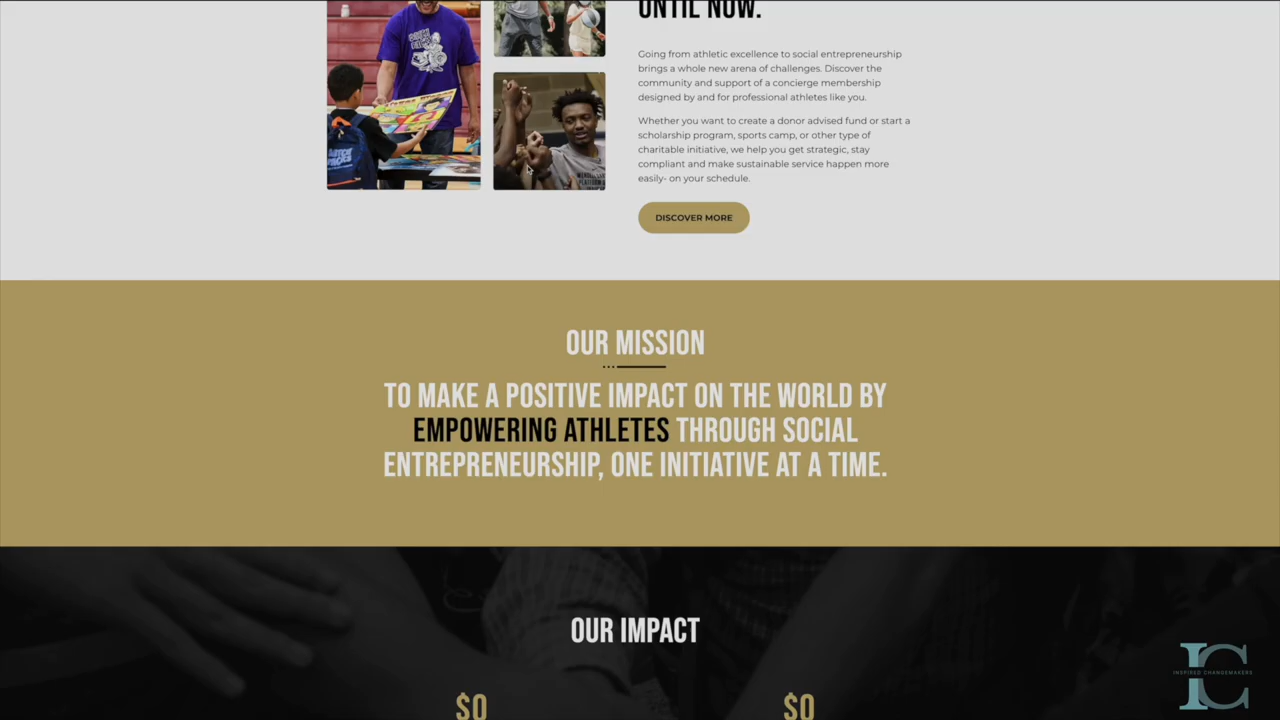 UNTIL NOW.
Going from athletic excellence to social entrepreneurship
brings a whole new arena of challenges. Discover the
community and support of a concierge membership
designed by and for professional athletes like you.
Whether you want to create a donor advised fund or start a
scholarship program, sports camp, or other type of
charitable initiative, we help you get strategic, stay
compliant and make sustainable service happen more
easily- on your schedule.
DISCOVER MORE
OUR MISSION
TO MAKE A POSITIVE IMPACT ON THE WORLD BY
EMPOWERING ATHLETES THROUGH SOCIAL
ENTREPRENEURSHIP, ONE INITIATIVE AT A TIME.
OUR IMPACT
$0
$0
IC
INSPIRED CHANGEMAKERS